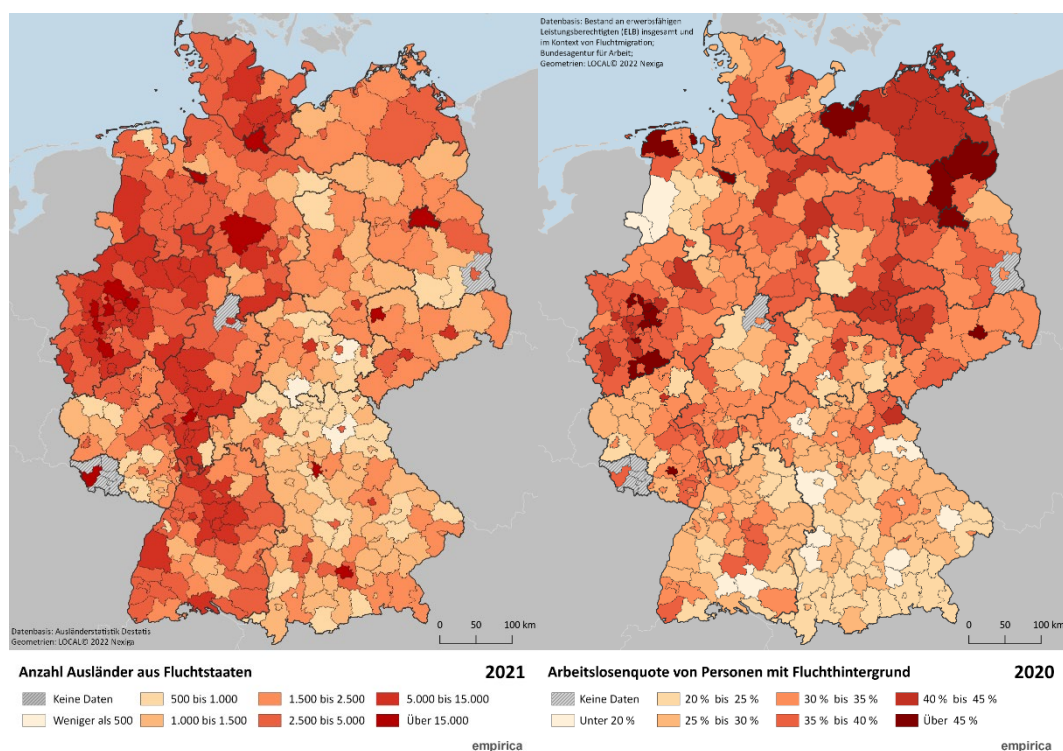 Datenbasis: Bestand an erwerbsfähigen
Leistungsberechtigten (ELB) insgesamt und
im Kontext von Fluchtmigration;
Bundesagentur für Arbeit;
Geometrien: LOCAL© 2022 Nexiga
Datenbasis: Ausländerstatistik Destatis
Geometrien: LOCAL© 2022 Nexiga
0 100 km
0 100 km
Anzahl Ausländer aus Fluchtstaaten 2021
Keine Daten 500 bis 1.000 1.500 bis 2.500 5.000 bis 15.000
Weniger als 500 1.000 bis 1.500 2.500 bis 5.000 Über 15.000
empirica
Arbeitslosenquote von Personen mit Fluchthintergrund 2020
Keine Daten 20 % bis 25 % 30 % bis 35 % 40 % bis 45 %
Unter 20 % 25 % bis 30 % 35 % bis 40 % Über 45 %
empirica